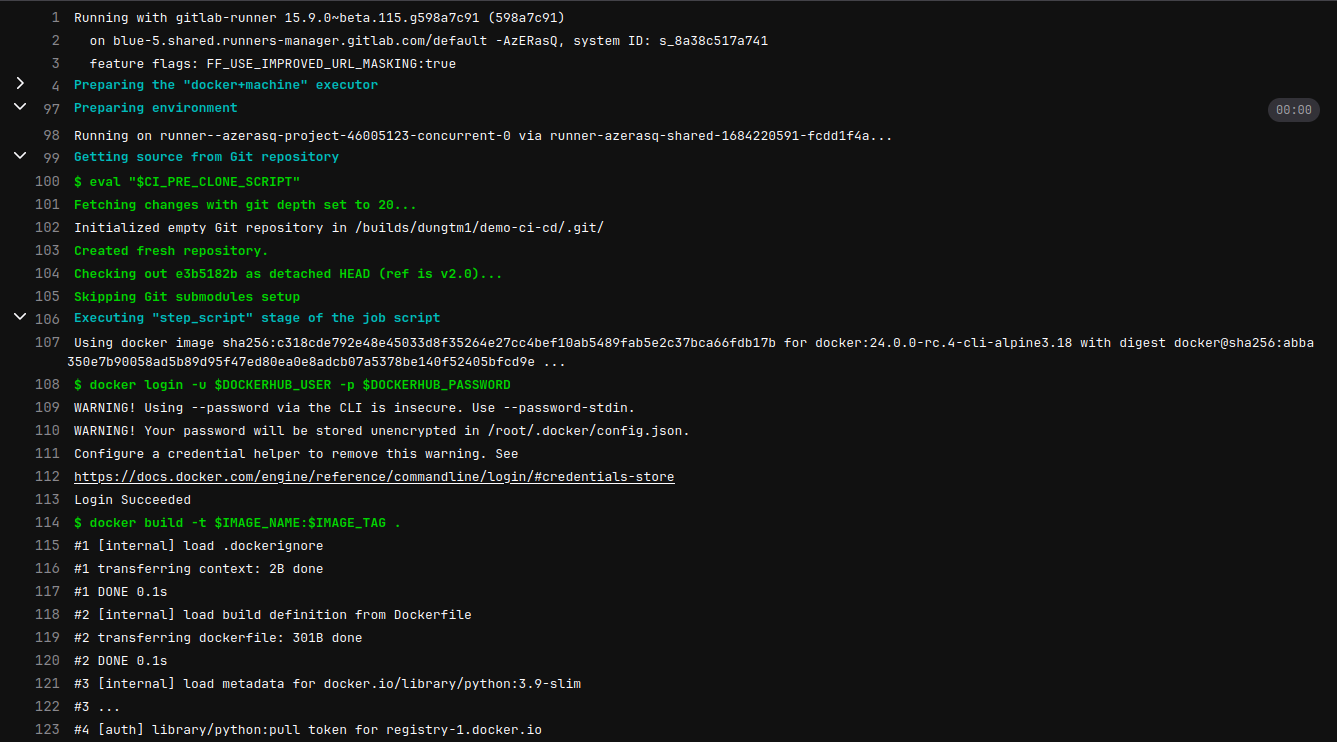 1 Running with gitlab-runner 15.9.0~beta.115.g598a7c91 (598a7c91)
2 on blue-5.shared.runners-manager.gitlab.com/default -AzERasQ, system ID: s_8a38c517a741
3 feature flags: FF_USE_IMPROVED_URL_MASKING:true
4 Preparing the "docker+machine" executor
97 Preparing environment 00:00
98 Running on runner--azerasq-project-46005123-concurrent-0 via runner-azerasq-shared-1684220591-fcdd1f4a...
99 Getting source from Git repository
100 $ eval "$CI_PRE_CLONE_SCRIPT"
101 Fetching changes with git depth set to 20...
102 Initialized empty Git repository in /builds/dungtm1/demo-ci-cd/.git/
103 Created fresh repository.
104 Checking out e3b5182b as detached HEAD (ref is v2.0)...
105 Skipping Git submodules setup
106 Executing "step_script" stage of the job script
107 Using docker image sha256:c318cde792e48e45033d8f35264e27cc4bef10ab5489fab5e2c37bca66fdb17b for docker:24.0.0-rc.4-cli-alpine3.18 with digest docker@sha256:abba
350e7b90058ad5b89d95f47ed80ea0e8adcb07a5378be140f52405bfcd9e ...
108 $ docker login -u $DOCKERHUB_USER -p $DOCKERHUB_PASSWORD
109 WARNING! Using --password via the CLI is insecure. Use --password-stdin.
110 WARNING! Your password will be stored unencrypted in /root/.docker/config.json.
111 Configure a credential helper to remove this warning. See
112 https://docs.docker.com/engine/reference/commandline/login/#credentials-store
113 Login Succeeded
114 $ docker build -t $IMAGE_NAME:$IMAGE_TAG .
115 #1 [internal] load .dockerignore
116 #1 transferring context: 2B done
117 #1 DONE 0.1s
118 #2 [internal] load build definition from Dockerfile
119 #2 transferring dockerfile: 301B done
120 #2 DONE 0.1s
121 #3 [internal] load metadata for docker.io/library/python:3.9-slim
122 #3 ...
123 #4 [auth] library/python:pull token for registry-1.docker.io